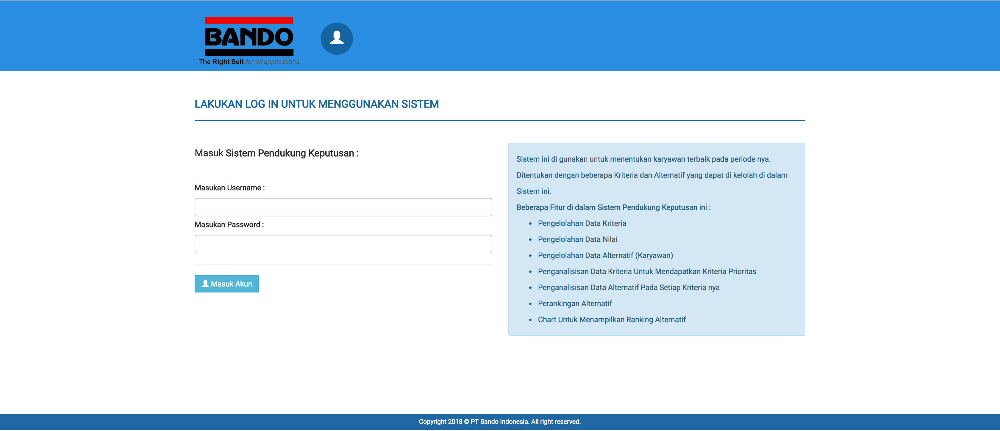 BANDO
The Right Belt for all applications
LAKUKAN LOG IN UNTUK MENGGUNAKAN SISTEM
Masuk Sistem Pendukung Keputusan :
Masukan Username :
Masukan Password :
Masuk Akun
Sistem ini di gunakan untuk menentukan karyawan terbaik pada periode nya.
Ditentukan dengan beberapa Kriteria dan Alternatif yang dapat di kelolah di dalam
Sistem ini.
Beberapa Fitur di dalam Sistem Pendukung Keputusan ini :
• Pengelolahan Data Kriteria
• Pengelolahan Data Nilai
• Pengelolahan Data Alternatif (Karyawan)
• Penganalisisan Data Kriteria Untuk Mendapatkan Kriteria Prioritas
• Penganalisisan Data Alternatif Pada Setiap Kriteria nya
• Perankingan Alternatif
• Chart Untuk Menampilkan Ranking Alternatif
Copyright 2018 © PT Bando Indonesia. All right reserved.